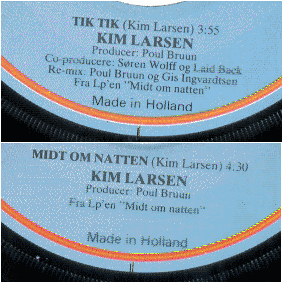 TIK TIK (Kim Larsen) 3:55
KIM LARSEN
Producer: Poul Bruun
Co-producere: Søren Wolff og Laid Back
Re-mix: Poul Bruun og Gis Ingvardtsen
Fra Lp'en "Midt om natten"
Made in Holland
MIDT OM NATTEN (Kim Larsen) 4.30
KIM LARSEN
Producer: Poul Bruun
Fra Lp'en "Midt om natten"
Made in Holland